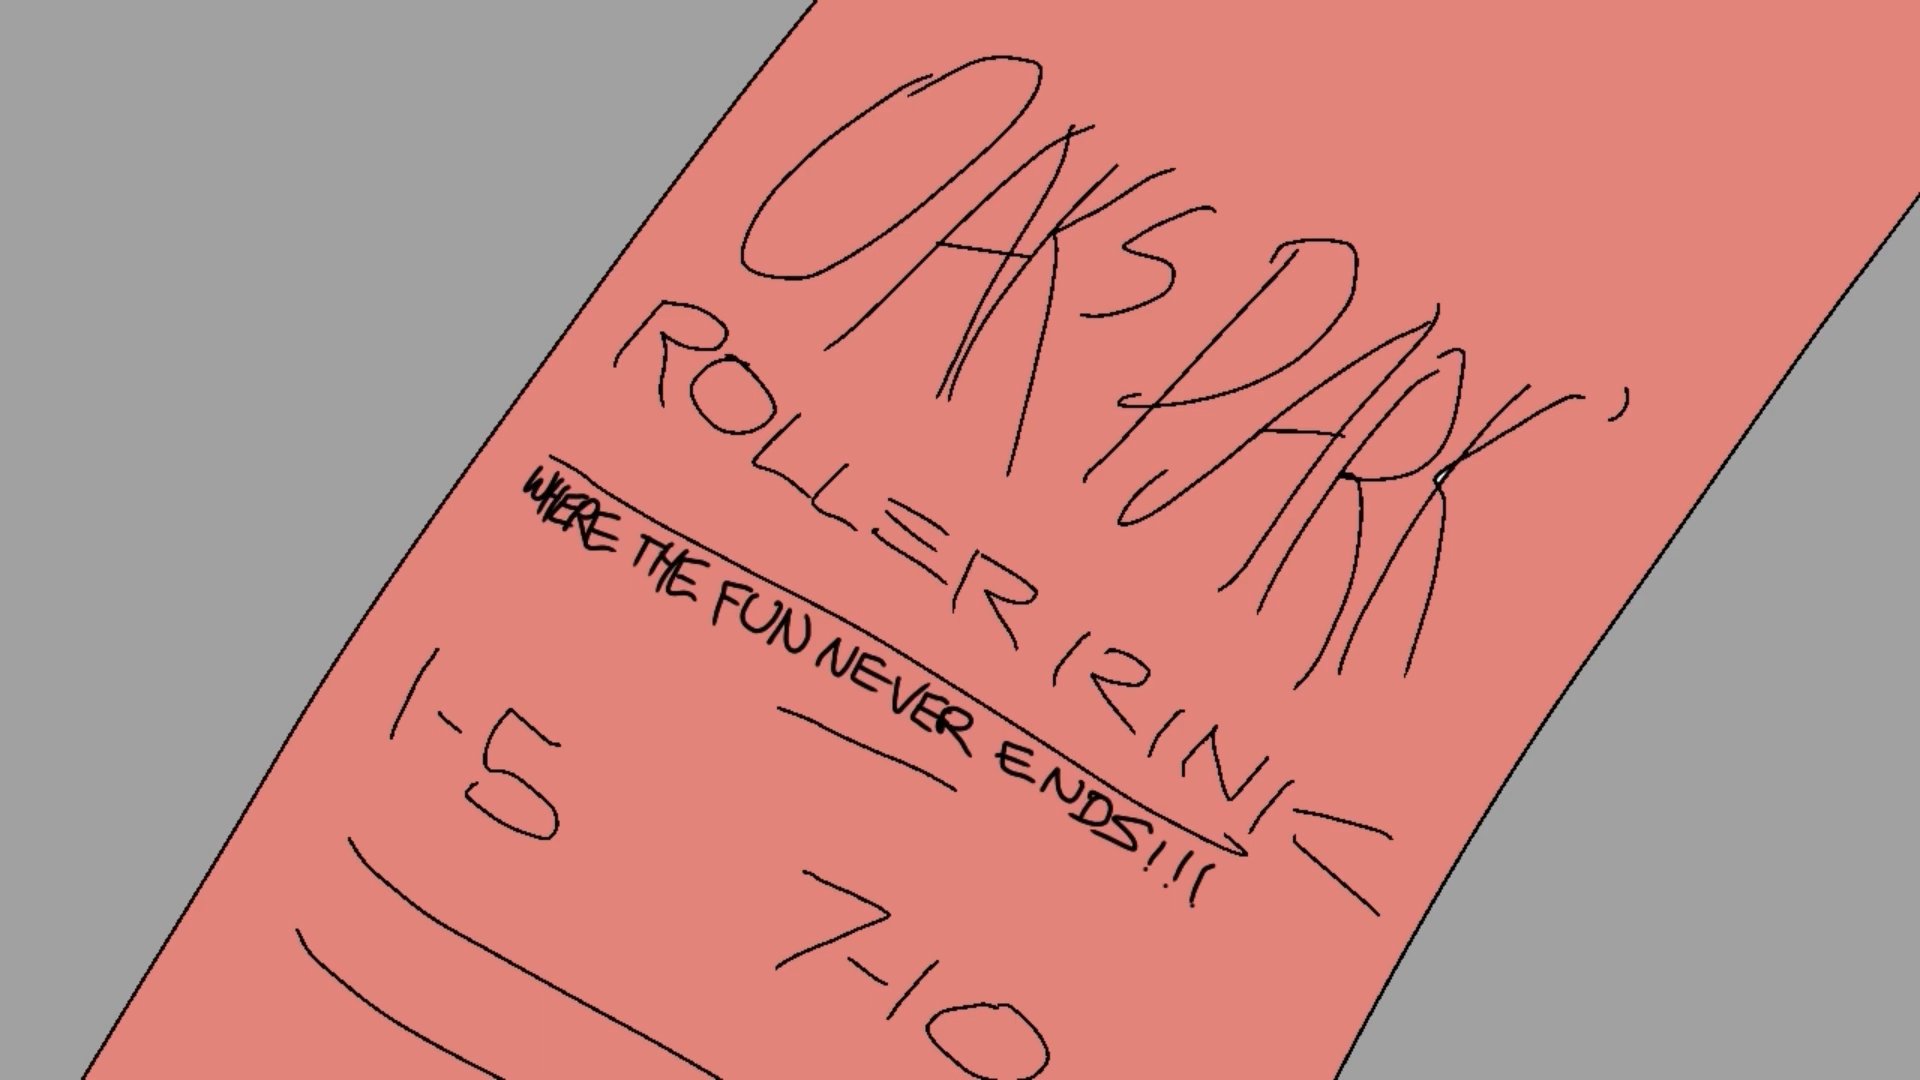 OAKS PARK
ROLLER RINK
WHERE THE FUN NEVER ENDS!!!
1-5
7-10